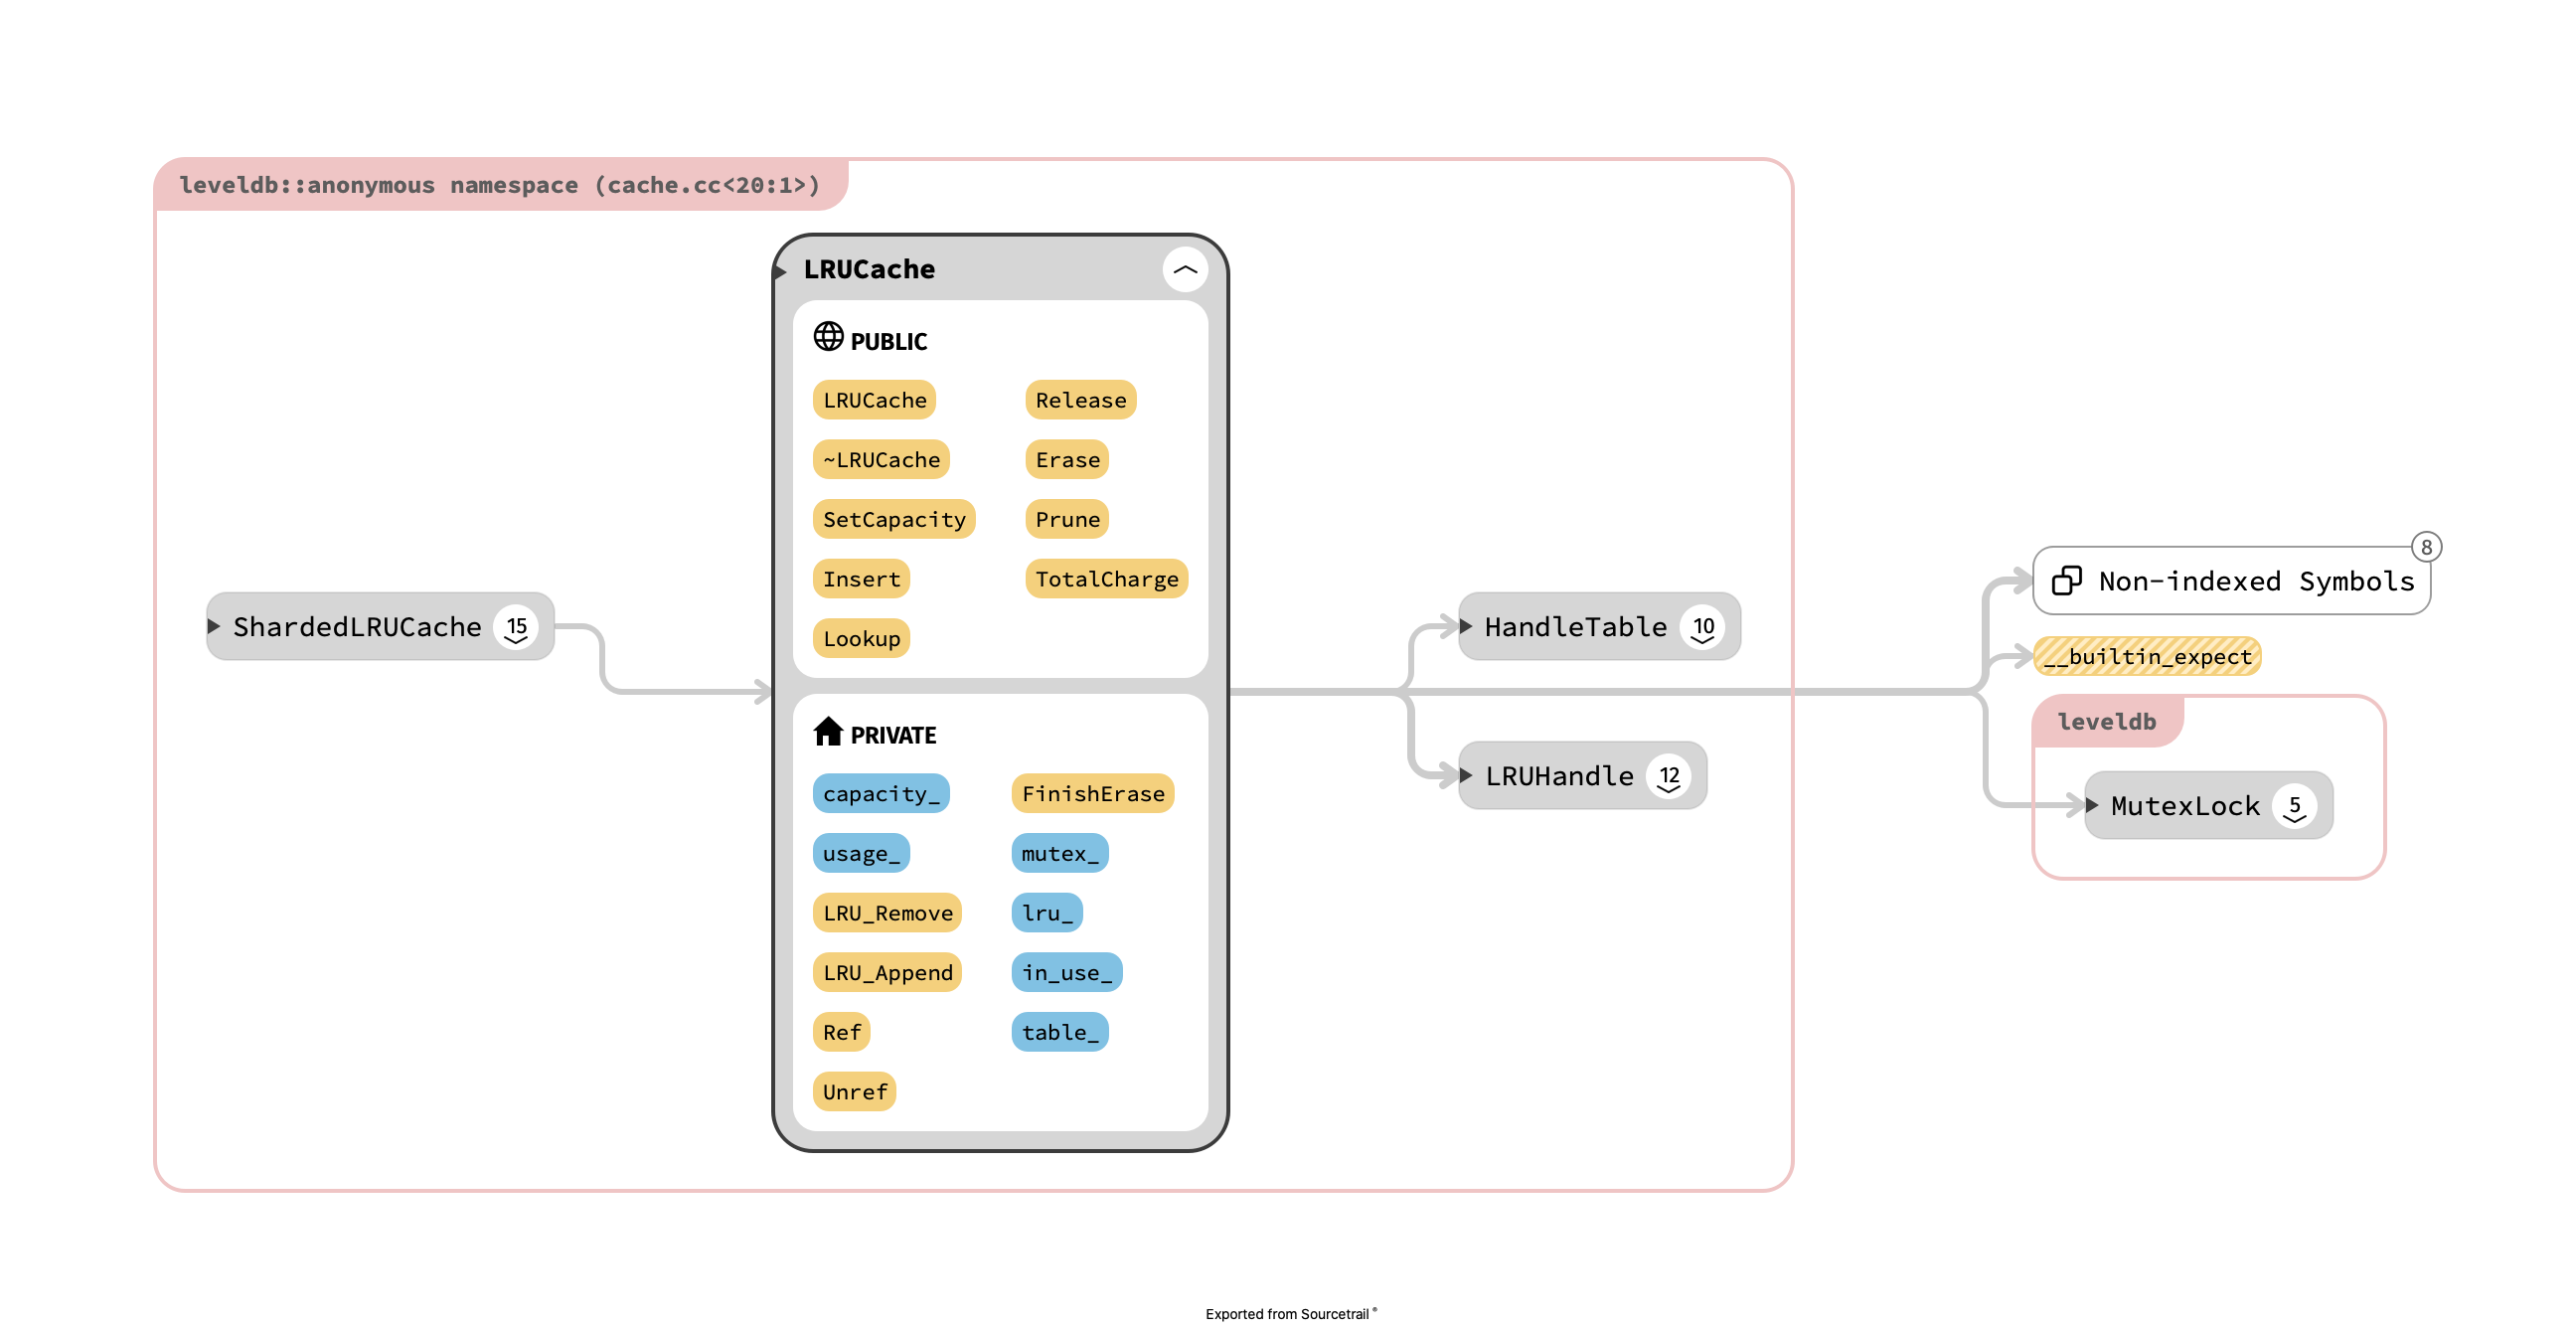 leveldb::anonymous namespace (cache.cc<20:1>)
LRUCache
PUBLIC
LRUCache
Release
~LRUCache
Erase
SetCapacity
Prune
Insert
TotalCharge
Lookup
PRIVATE
capacity_
FinishErase
usage_
mutex_
LRU_Remove
lru_
LRU_Append
in_use_
Ref
table_
Unref
ShardedLRUCache 15
HandleTable 10
LRUHandle 12
8
Non-indexed Symbols
__builtin_expect
leveldb
MutexLock 5
Exported from Sourcetrail®